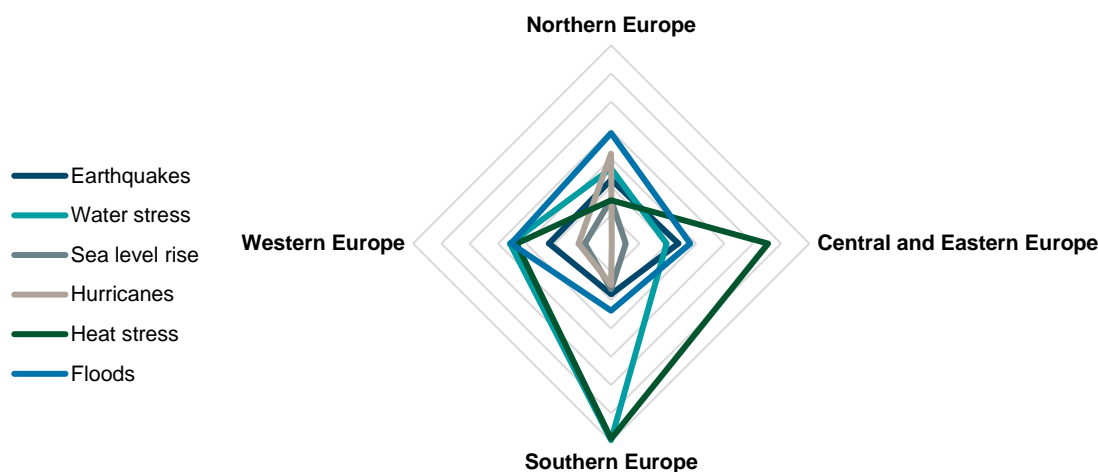 Northern Europe
Earthquakes
Water stress
Sea level rise
Hurricanes
Heat stress
Floods
Western Europe
Central and Eastern Europe
Southern Europe